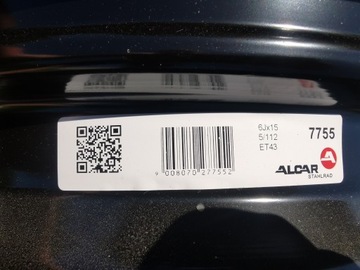 6Jx15
5/112
ET43
7755
9 008070 277552
ALCAR
STAHLRAD